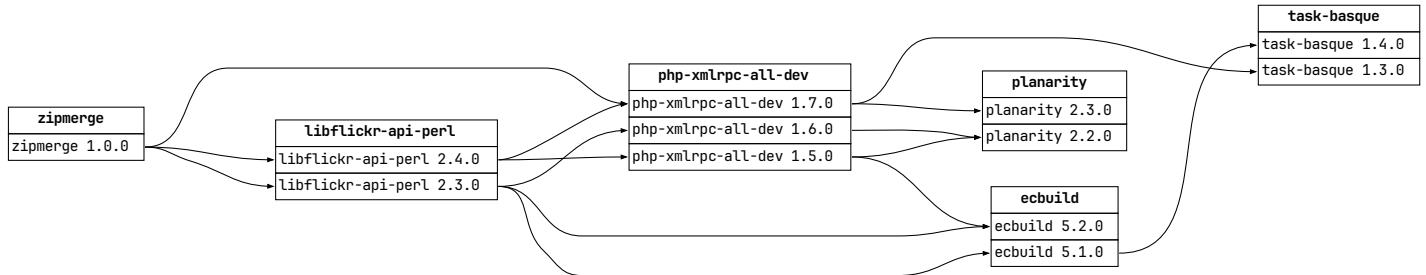 zipmerge
zipmerge 1.0.0
libflickr-api-perl
libflickr-api-perl 2.4.0
libflickr-api-perl 2.3.0
php-xmlrpc-all-dev
php-xmlrpc-all-dev 1.7.0
php-xmlrpc-all-dev 1.6.0
php-xmlrpc-all-dev 1.5.0
planarity
planarity 2.3.0
planarity 2.2.0
ecbuild
ecbuild 5.2.0
ecbuild 5.1.0
task-basque
task-basque 1.4.0
task-basque 1.3.0